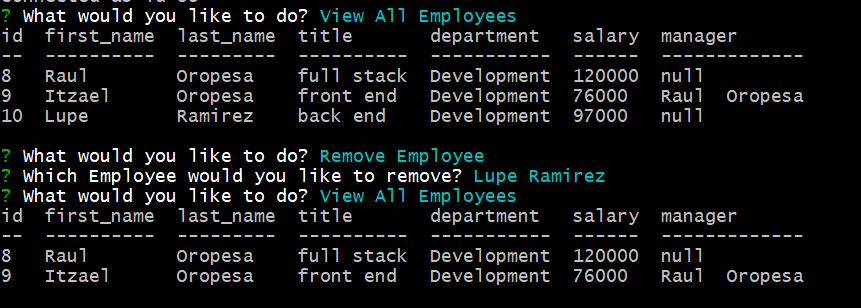 ? What would you like to do? View All Employees
id  first_name  last_name  title       department   salary  manager
--  ----------  ---------  ----------  -----------  ------  -------------
8   Raul        Oropesa    full stack  Development  120000  null
9   Itzael      Oropesa    front end   Development  76000   Raul  Oropesa
10  Lupe        Ramirez    back end    Development  97000   null
? What would you like to do? Remove Employee
? Which Employee would you like to remove? Lupe Ramirez
? What would you like to do? View All Employees
id  first_name  last_name  title       department   salary  manager
--  ----------  ---------  ----------  -----------  ------  -------------
8   Raul        Oropesa    full stack  Development  120000  null
9   Itzael      Oropesa    front end   Development  76000   Raul  Oropesa